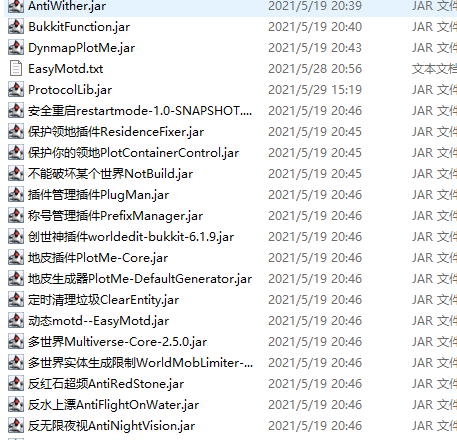 AntiWither.jar 2021/5/19 20:39 JAR 文件
BukkitFunction.jar 2021/5/19 20:40 JAR 文件
DynmapPlotMe.jar 2021/5/19 20:43 JAR 文件
EasyMotd.txt 2021/5/28 20:56 文本文档
ProtocolLib.jar 2021/5/29 15:19 JAR 文件
安全重启restartmode-1.0-SNAPSHOT.... 2021/5/19 20:46 JAR 文件
保护领地插件ResidenceFixer.jar 2021/5/19 20:45 JAR 文件
保护你的领地PlotContainerControl.jar 2021/5/19 20:45 JAR 文件
不能破坏某个世界NotBuild.jar 2021/5/19 20:45 JAR 文件
插件管理插件PlugMan.jar 2021/5/19 20:46 JAR 文件
称号管理插件PrefixManager.jar 2021/5/19 20:46 JAR 文件
创世神插件worldedit-bukkit-6.1.9.jar 2021/5/19 20:46 JAR 文件
地皮插件PlotMe-Core.jar 2021/5/19 20:46 JAR 文件
地皮生成器PlotMe-DefaultGenerator.jar 2021/5/19 20:46 JAR 文件
定时清理垃圾ClearEntity.jar 2021/5/19 20:46 JAR 文件
动态motd--EasyMotd.jar 2021/5/19 20:46 JAR 文件
多世界Multiverse-Core-2.5.0.jar 2021/5/19 20:46 JAR 文件
多世界实体生成限制WorldMobLimiter-... 2021/5/19 20:46 JAR 文件
反红石超频AntiRedStone.jar 2021/5/19 20:46 JAR 文件
反水上漂AntiFlightOnWater.jar 2021/5/19 20:46 JAR 文件
反无限夜视AntiNightVision.jar 2021/5/19 20:46 JAR 文件